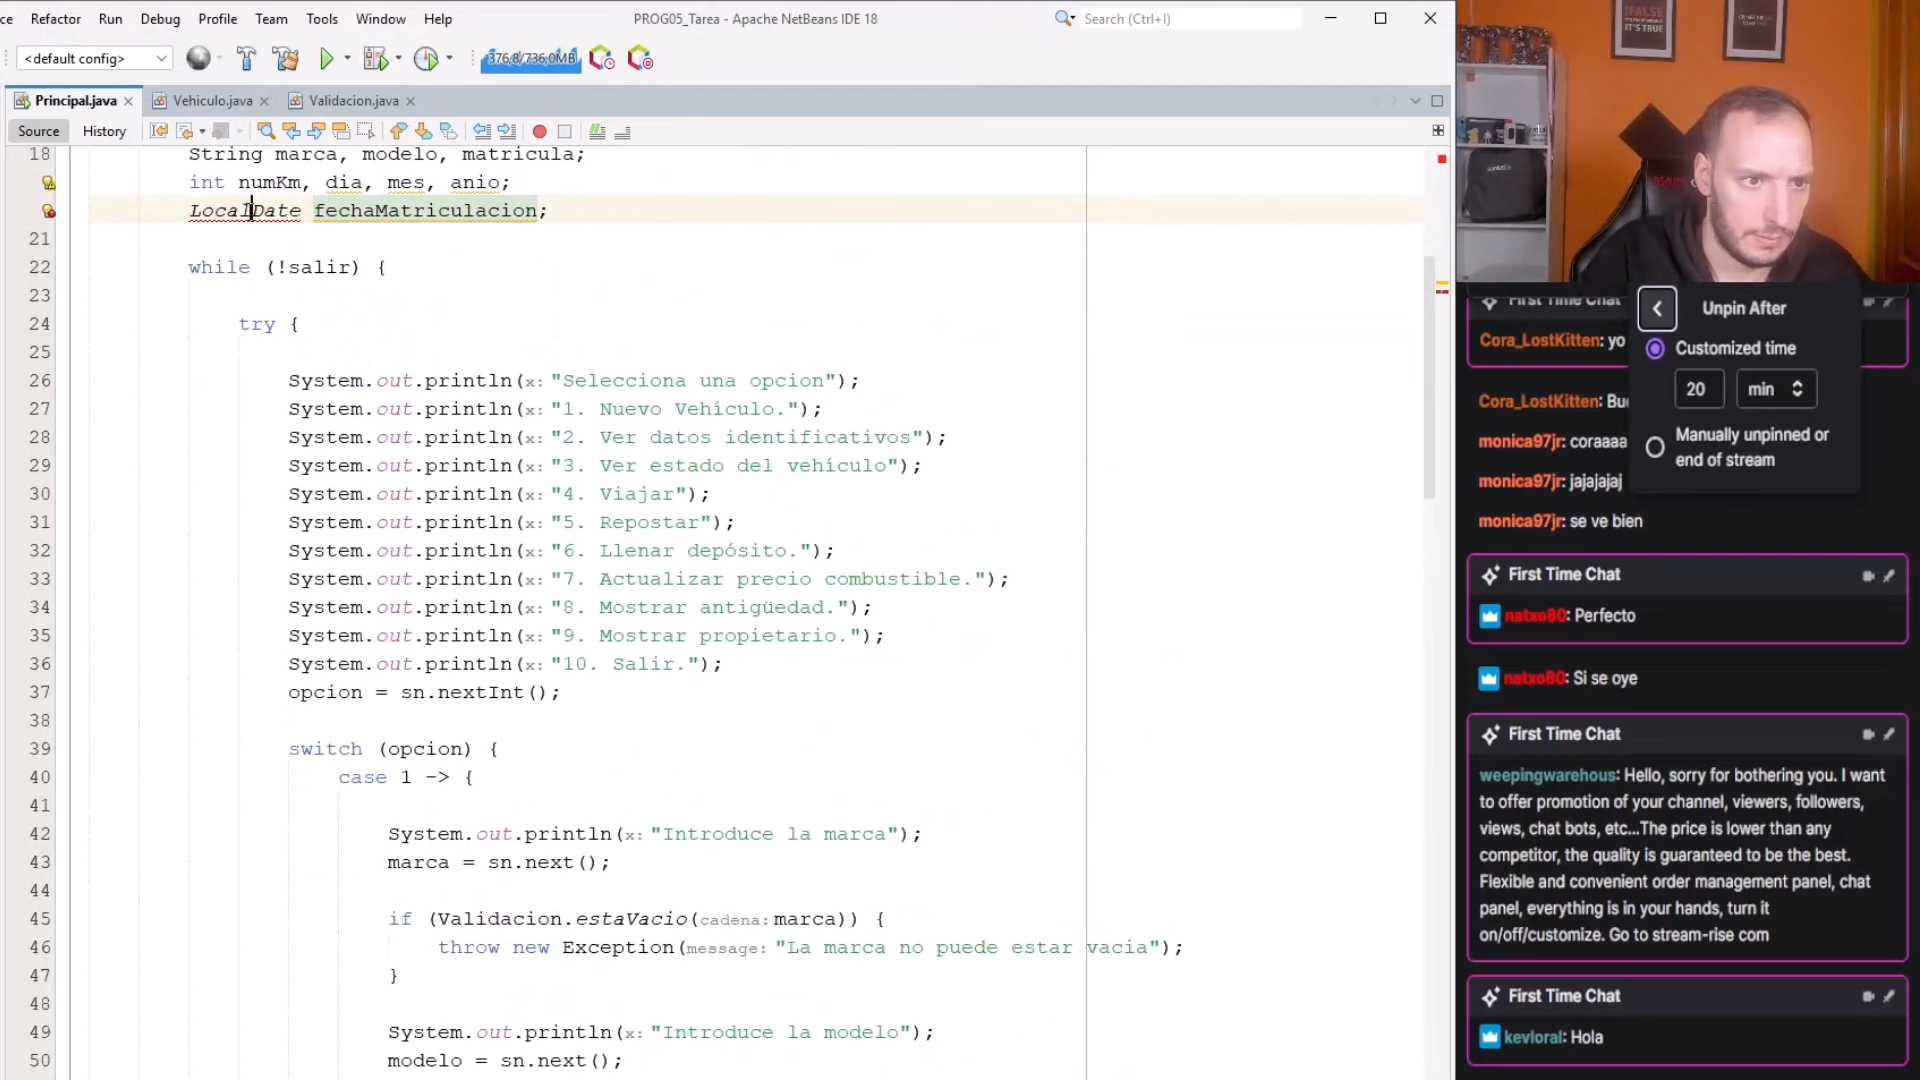 ce Refactor Run Debug Profile Team Tools Window Help
PROG05_Tarea - Apache NetBeans IDE 18
Search (Ctrl+I)
<default config>
376,8/736,0MB
Principal.java
Vehiculo.java
Validacion.java
Source History
18 String marca, modelo, matricula;
int numKm, dia, mes, anio;
LocalDate fechaMatriculacion;
21
22 while (!salir) {
23
24 try {
25
26 System.out.println(x: "Selecciona una opcion");
27 System.out.println(x: "1. Nuevo Vehículo.");
28 System.out.println(x: "2. Ver datos identificativos");
29 System.out.println(x: "3. Ver estado del vehículo");
30 System.out.println(x: "4. Viajar");
31 System.out.println(x: "5. Repostar");
32 System.out.println(x: "6. Llenar depósito.");
33 System.out.println(x: "7. Actualizar precio combustible.");
34 System.out.println(x: "8. Mostrar antigüedad.");
35 System.out.println(x: "9. Mostrar propietario.");
36 System.out.println(x: "10. Salir.");
37 opcion = sn.nextInt();
38
39 switch (opcion) {
40 case 1 -> {
41
42 System.out.println(x: "Introduce la marca");
43 marca = sn.next();
44
45 if (Validacion.estaVacio(cadena: marca)) {
46 throw new Exception(message: "La marca no puede estar vacia");
47 }
48
49 System.out.println(x: "Introduce la modelo");
50 modelo = sn.next();
FALSE
IT'S TRUE
First Time Chat
Cora_LostKitten: yo
Unpin After
Customized time
20 min
Manually unpinned or
end of stream
Cora_LostKitten: Bu
monica97jr: coraaaa
monica97jr: jajajajaj
monica97jr: se ve bien
First Time Chat
natxo80: Perfecto
natxo80: Si se oye
First Time Chat
weepingwarehous: Hello, sorry for bothering you. I want
to offer promotion of your channel, viewers, followers,
views, chat bots, etc...The price is lower than any
competitor, the quality is guaranteed to be the best.
Flexible and convenient order management panel, chat
panel, everything is in your hands, turn it
on/off/customize. Go to stream-rise com
First Time Chat
kevloral: Hola